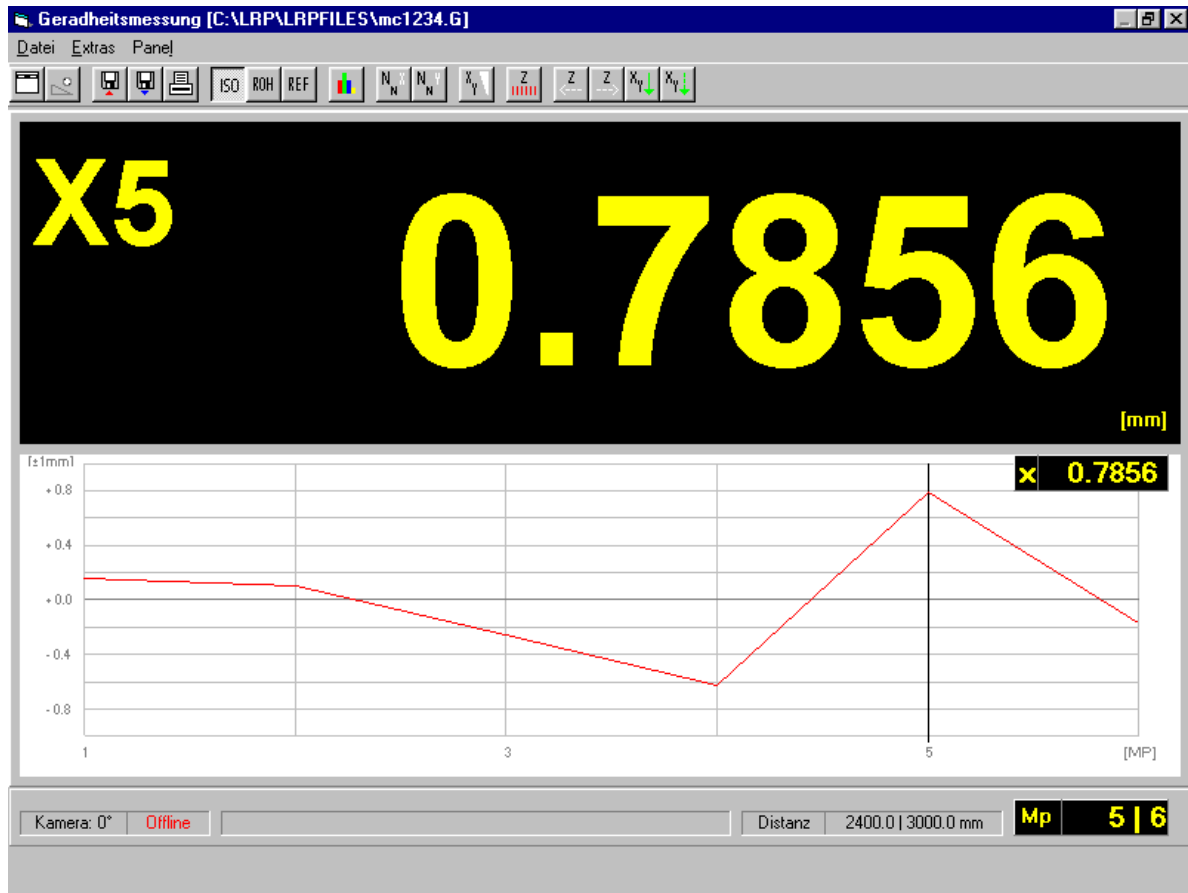 Geradheitsmessung [C:\LRP\LRPFILES\mc1234.G]
Datei Extras Panel
ISO ROH REF N X N N Y N X Y Z Z Z X Y X Y
X5
0.7856
[mm]
[±1mm]
x 0.7856
+ 0.8
+ 0.4
+ 0.0
- 0.4
- 0.8
1 3 5 [MP]
Kamera: 0° Offline Distanz 2400.0 | 3000.0 mm Mp 5 | 6